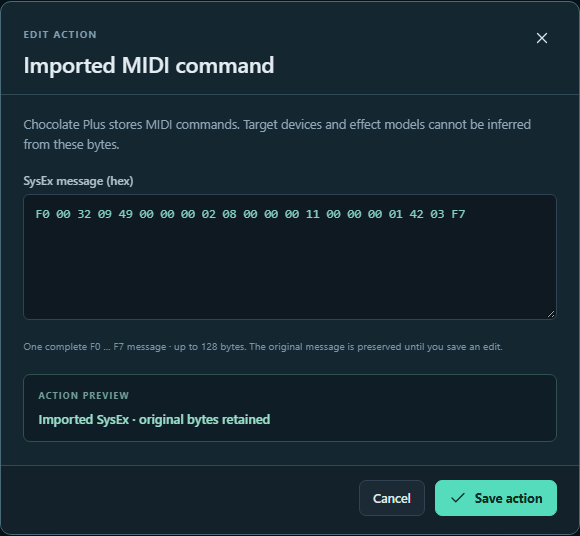 EDIT ACTION
Imported MIDI command
Chocolate Plus stores MIDI commands. Target devices and effect models cannot be inferred
from these bytes.
SysEx message (hex)
F0 00 32 09 49 00 00 00 02 08 00 00 00 11 00 00 00 01 42 03 F7
One complete F0 ... F7 message · up to 128 bytes. The original message is preserved until you save an edit.
ACTION PREVIEW
Imported SysEx · original bytes retained
Cancel
Save action